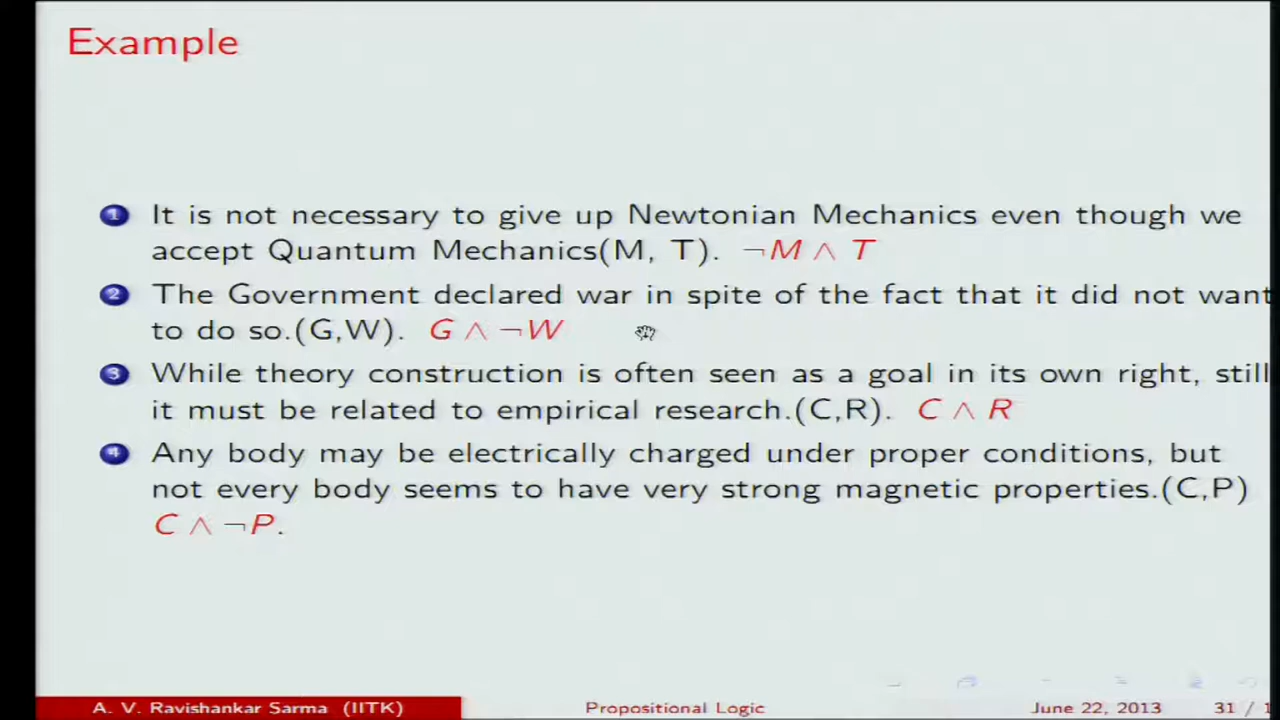 Example
1 It is not necessary to give up Newtonian Mechanics even though we
accept Quantum Mechanics(M, T). ¬M ∧ T
2 The Government declared war in spite of the fact that it did not want
to do so.(G,W). G ∧ ¬W
3 While theory construction is often seen as a goal in its own right, still
it must be related to empirical research.(C,R). C ∧ R
4 Any body may be electrically charged under proper conditions, but
not every body seems to have very strong magnetic properties.(C,P)
C ∧ ¬P.
A. V. Ravishankar Sarma (IITK) Propositional Logic June 22, 2013 31 / 1